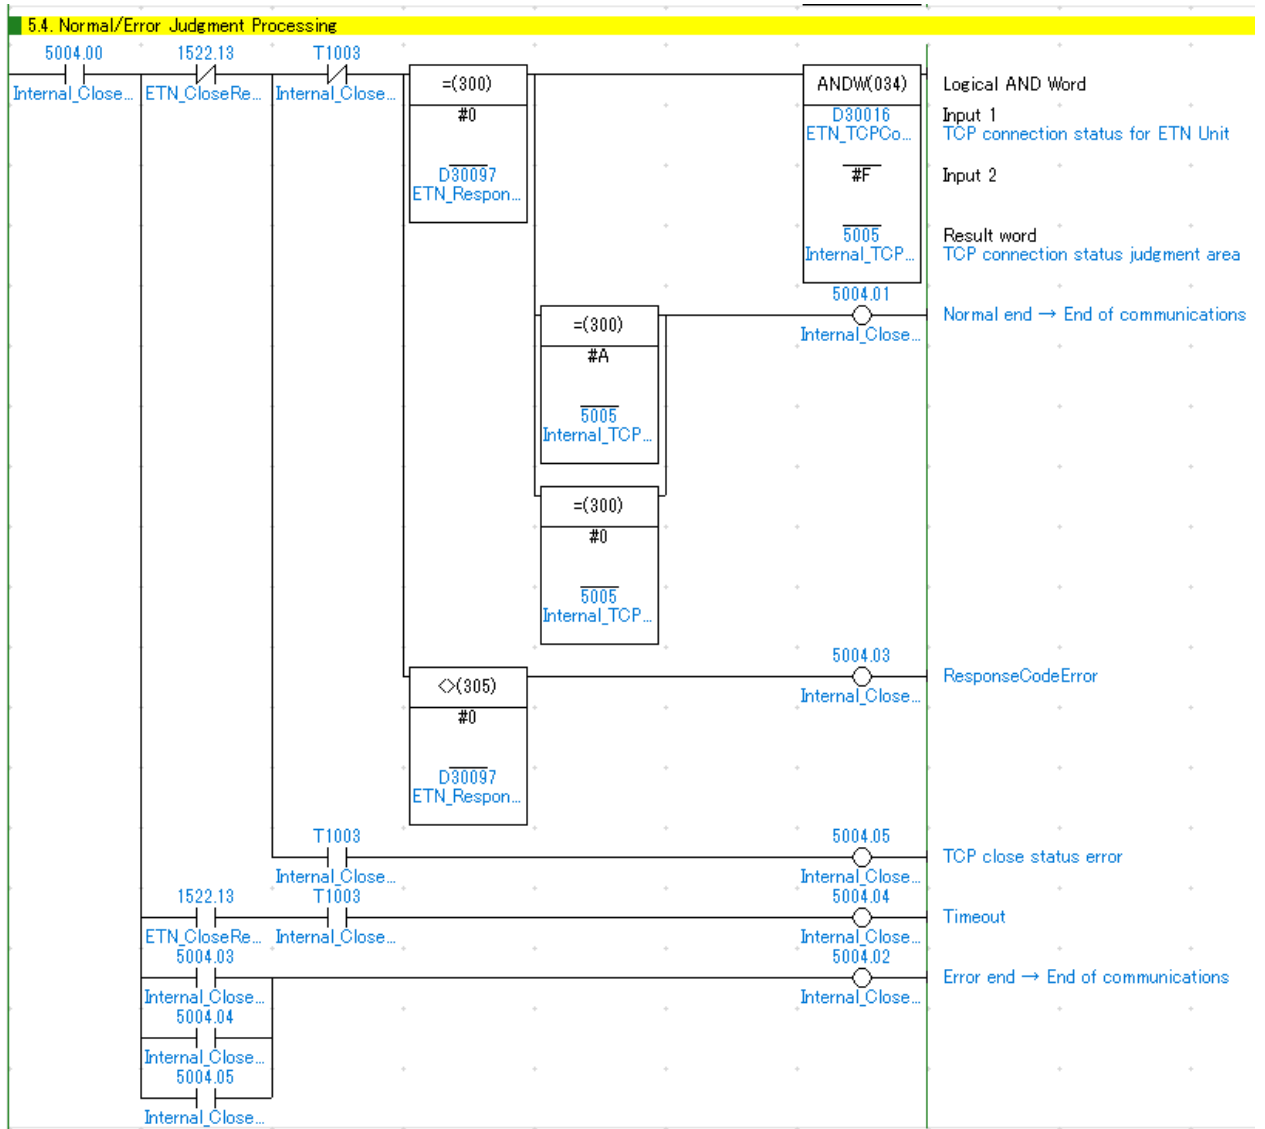 5.4. Normal/Error Judgment Processing
5004.00
1522.13
T1003
Internal_Close...
ETN_CloseRe...
Internal_Close...
=(300)
#0
D30097
ETN_Respon...
ANDW(034)
Logical AND Word
D30016
ETN_TCPCo...
Input 1
TCP connection status for ETN Unit
#F
Input 2
5005
Internal_TCP...
Result word
TCP connection status judgment area
5004.01
Internal_Close...
Normal end → End of communications
=(300)
#A
5005
Internal_TCP...
=(300)
#0
5005
Internal_TCP...
5004.03
Internal_Close...
ResponseCodeError
<>(305)
#0
D30097
ETN_Respon...
T1003
Internal_Close...
5004.05
Internal_Close...
TCP close status error
1522.13
T1003
5004.04
Timeout
ETN_CloseRe...
Internal_Close...
Internal_Close...
5004.03
5004.02
Error end → End of communications
Internal_Close...
Internal_Close...
5004.04
Internal_Close...
5004.05
Internal_Close...